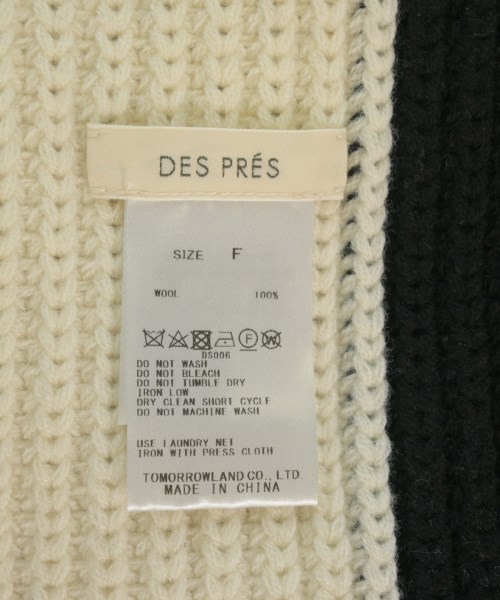 DES PRÉS
SIZE F
WOOL 100%
DS006
DO NOT WASH
DO NOT BLEACH
DO NOT TUMBLE DRY
IRON LOW
DRY CLEAN SHORT CYCLE
DO NOT MACHINE WASH
USE LAUNDRY NET
IRON WITH PRESS CLOTH
TOMORROWLAND CO., LTD.
MADE IN CHINA